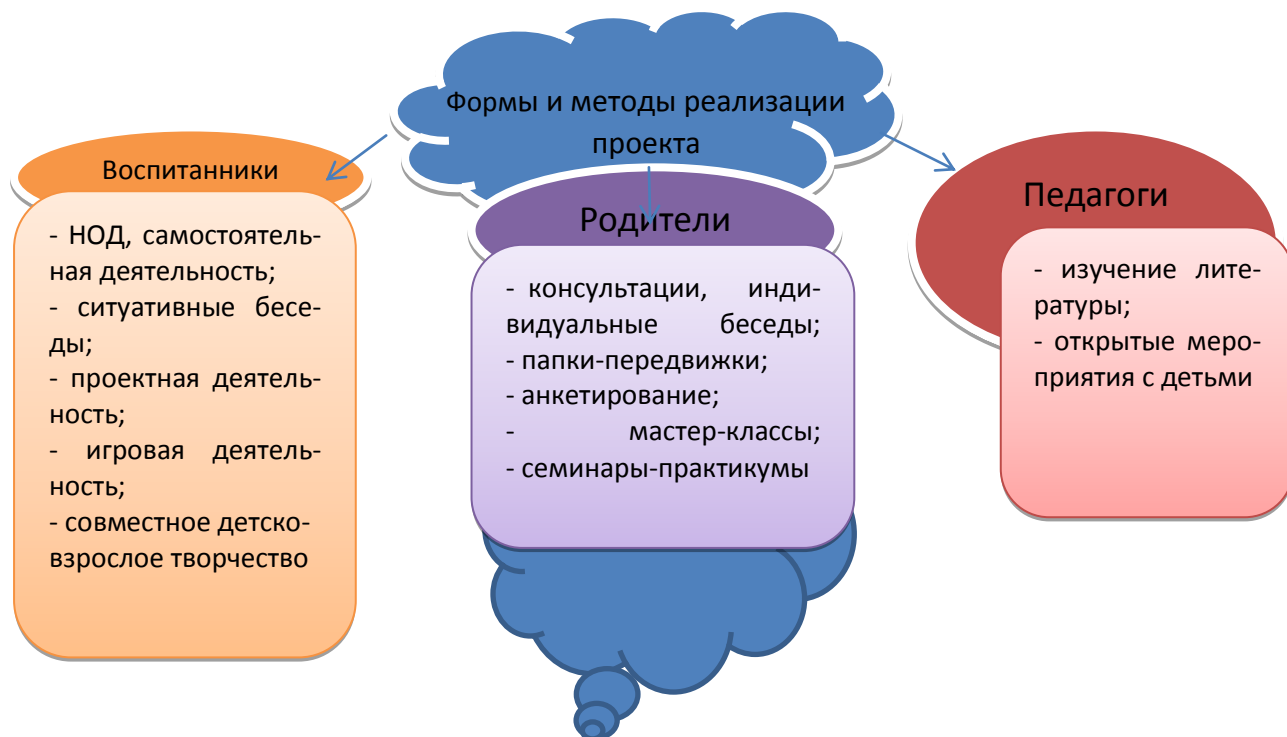 Формы и методы реализации
проекта
Воспитанники
- НОД, самостоятель-
ная деятельность;
- ситуативные бесе-
ды;
- проектная деятель-
ность;
- игровая деятель-
ность;
- совместное детско-
взрослое творчество
Родители
- консультации, инди-
видуальные беседы;
- папки-передвижки;
- анкетирование;
- мастер-классы;
- семинары-практикумы
Педагоги
- изучение лите-
ратуры;
- открытые меро-
приятия с детьми